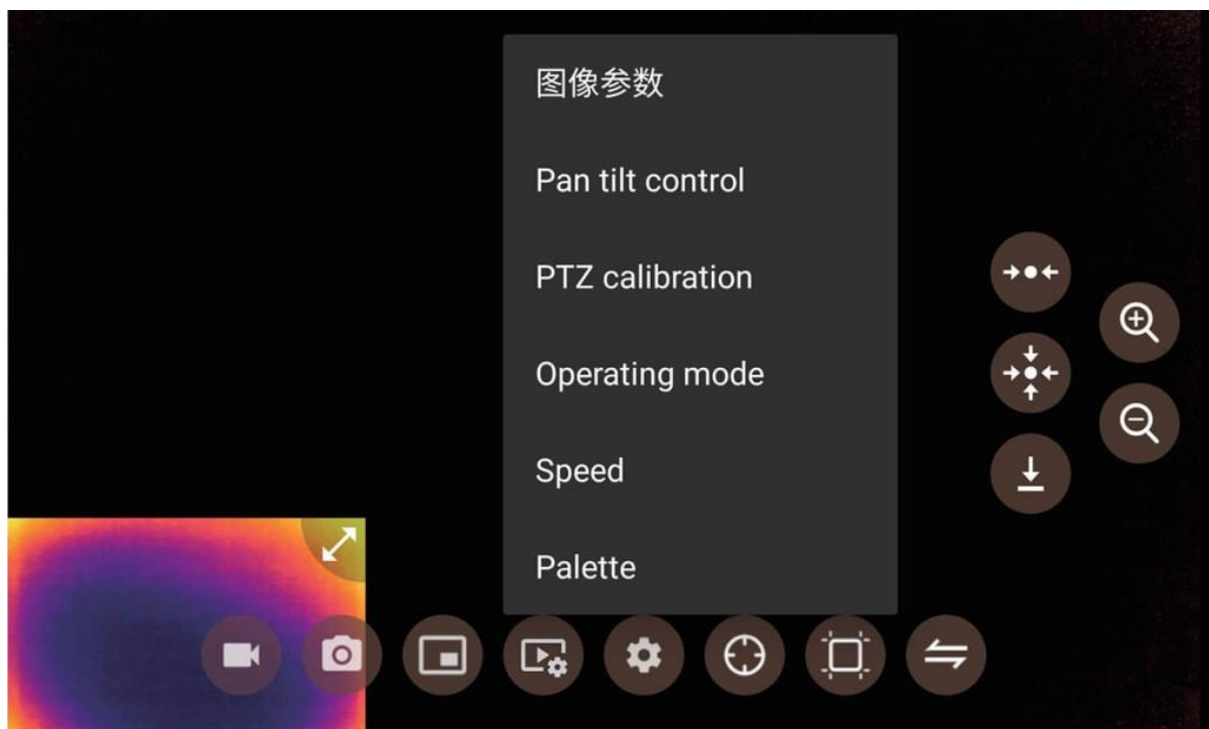 图像参数
Pan tilt control
PTZ calibration
Operating mode
Speed
Palette